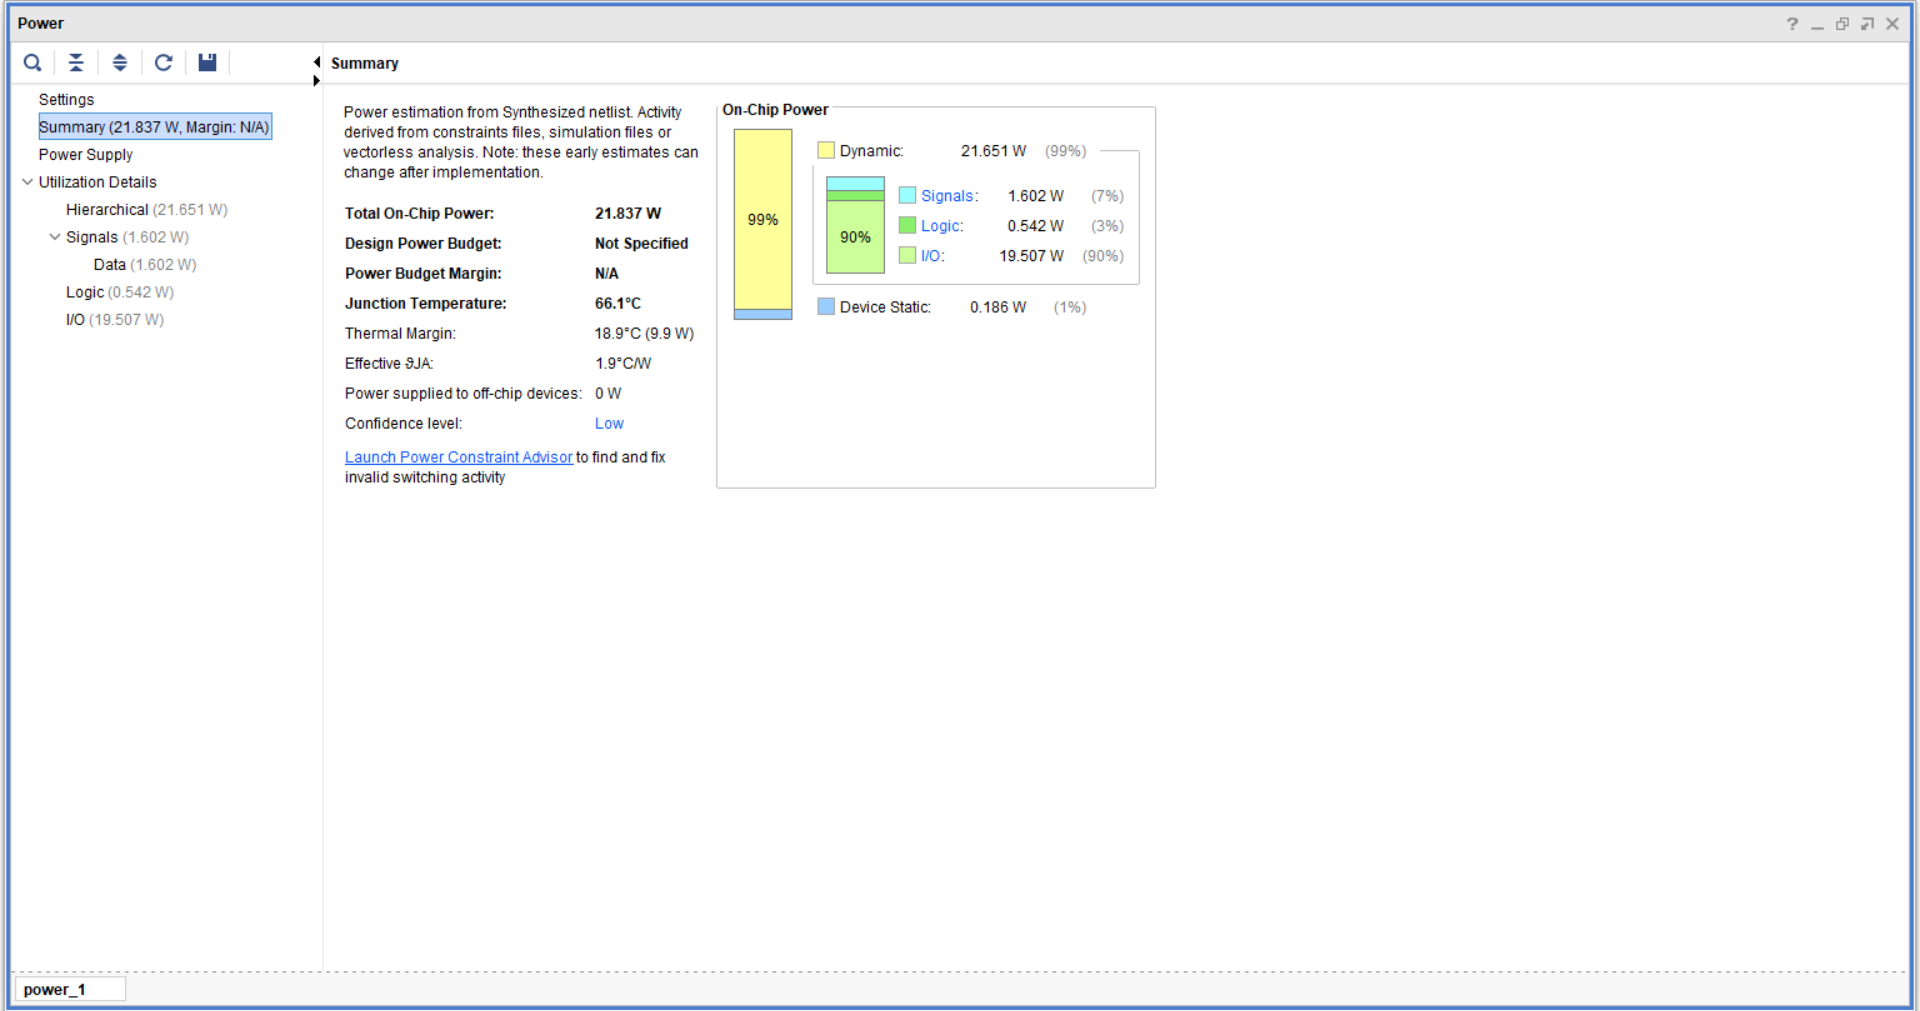 Power
Summary
Settings
Summary (21.837 W, Margin: N/A)
Power Supply
Utilization Details
Hierarchical (21.651 W)
Signals (1.602 W)
Data (1.602 W)
Logic (0.542 W)
I/O (19.507 W)
Power estimation from Synthesized netlist. Activity
derived from constraints files, simulation files or
vectorless analysis. Note: these early estimates can
change after implementation.
Total On-Chip Power: 21.837 W
Design Power Budget: Not Specified
Power Budget Margin: N/A
Junction Temperature: 66.1°C
Thermal Margin: 18.9°C (9.9 W)
Effective ϑJA: 1.9°C/W
Power supplied to off-chip devices: 0 W
Confidence level: Low
Launch Power Constraint Advisor to find and fix
invalid switching activity
On-Chip Power
99%
Dynamic: 21.651 W (99%)
90%
Signals: 1.602 W (7%)
Logic: 0.542 W (3%)
I/O: 19.507 W (90%)
Device Static: 0.186 W (1%)
power_1